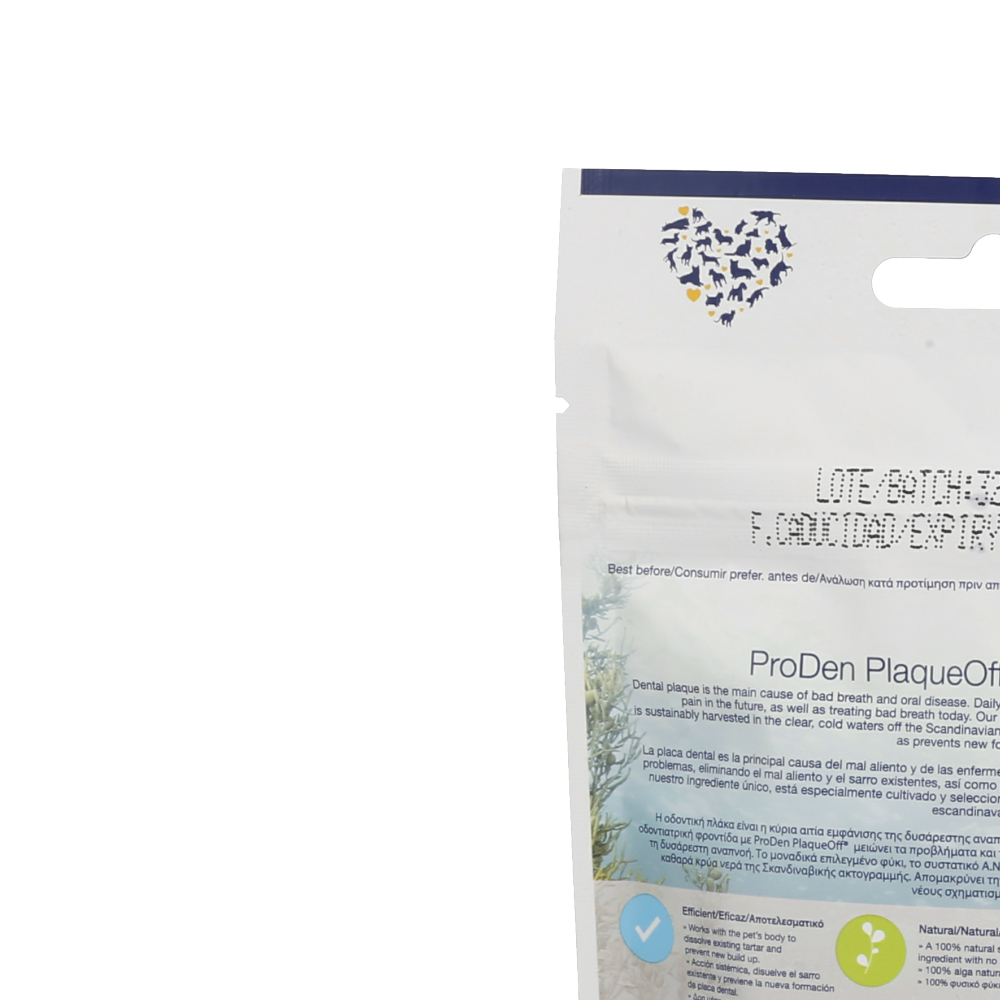 LOTE/BATCH:32
F.CADUCIDAD/EXPIRY
Best before/Consumir prefer. antes de/Ανάλωση κατά προτίμηση πριν απ
ProDen PlaqueOff
Dental plaque is the main cause of bad breath and oral disease. Daily
pain in the future, as well as treating bad breath today. Our
is sustainably harvested in the clear, cold waters off the Scandinavian
as prevents new fo
La placa dental es la principal causa del mal aliento y de las enferme
problemas, eliminando el mal aliento y el sarro existentes, así como
nuestro ingrediente único, está especialmente cultivado y seleccion
escandinava
Η οδοντική πλάκα είναι η κύρια αιτία εμφάνισης της δυσάρεστης αναπ
οδοντιατρική φροντίδα με ProDen PlaqueOff® μειώνει τα προβλήματα και
τη δυσάρεστη αναπνοή. Το μοναδικά επιλεγμένο φύκι, το συστατικό A.N
καθαρά κρύα νερά της Σκανδιναβικής ακτογραμμής. Απομακρύνει τη
νέους σχηματισμ
Efficient/Eficaz/Αποτελεσματικό
• Works with the pet's body to
dissolve existing tartar and
prevent new build up.
• Acción sistémica, disuelve el sarro
existente y previene la nueva formación
de placa dental.
Natural/Natural/
• A 100% natural s
ingredient with no
• 100% alga natur
• 100% φυσικό φύκ